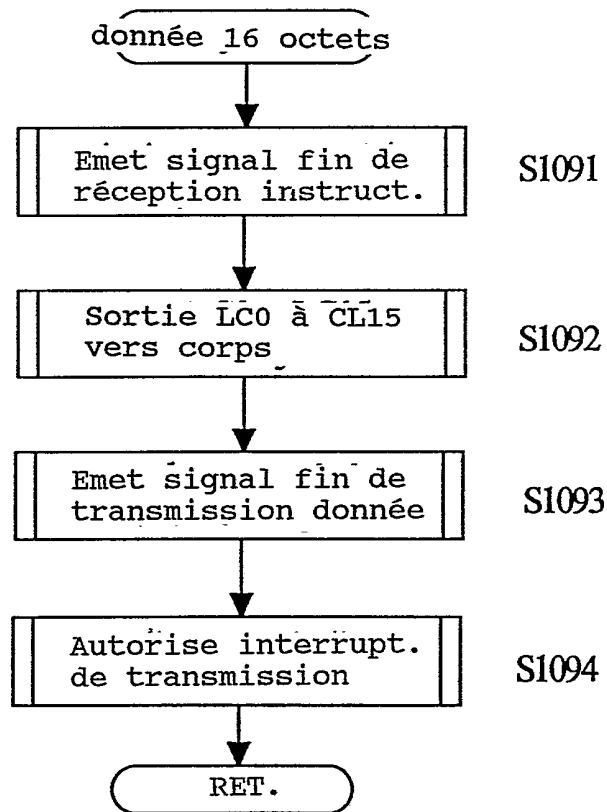 donnée 16 octets
Emet signal fin de
réception instruct.
S1091
Sortie LC0 à CL15
vers corps
S1092
Emet signal fin de
transmission donnée
S1093
Autorise interrupt.
de transmission
S1094
RET.